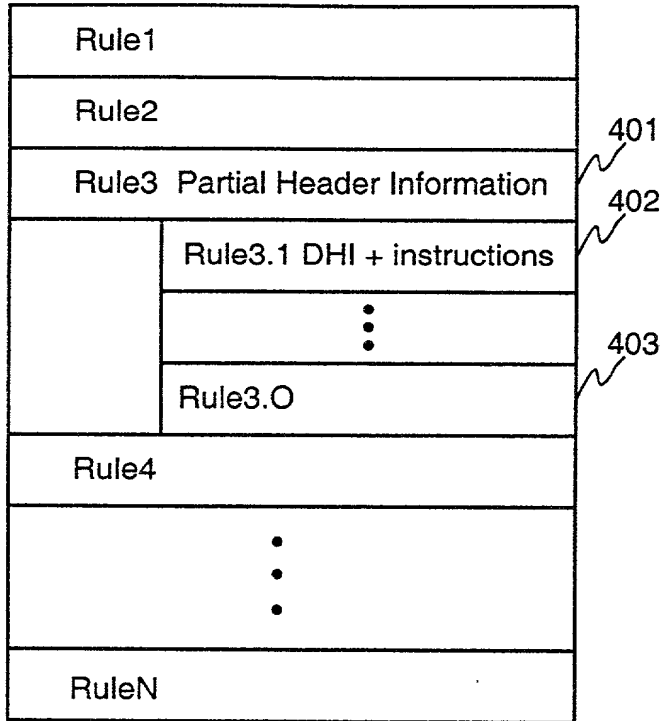 Rule1
Rule2
401
Rule3 Partial Header Information
402
Rule3.1 DHI + instructions
403
Rule3.O
Rule4
RuleN